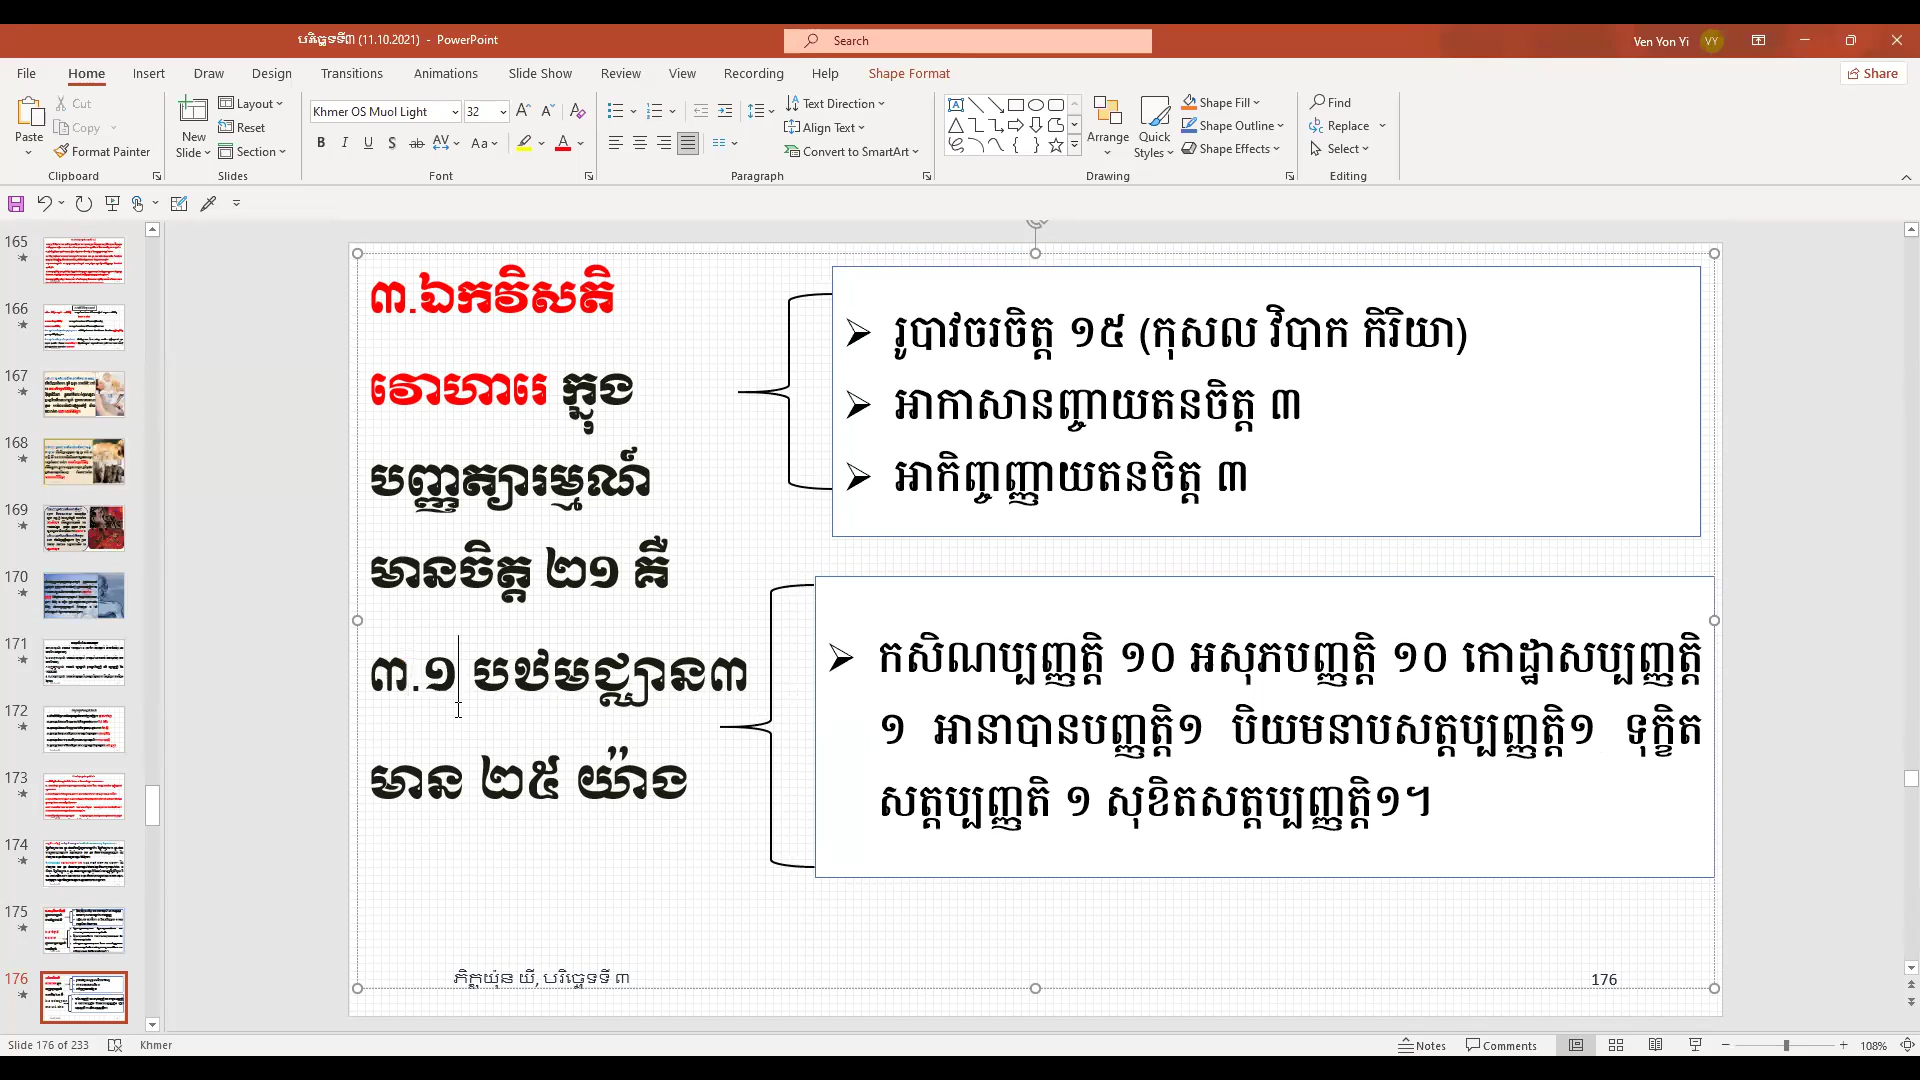 បរិច្ឆេទទី៣ (11.10.2021) - PowerPoint
Search
Ven Yon Yi VY
File Home Insert Draw Design Transitions Animations Slide Show Review View Recording Help Shape Format Share
Paste Cut Copy Format Painter
New Slide Layout Reset Section
Khmer OS Muol Light 32
Text Direction Align Text Convert to SmartArt
Arrange Quick Styles Shape Fill Shape Outline Shape Effects
Find Replace Select
Clipboard Slides Font Paragraph Drawing Editing
165
166
167
168
169
170
171
172
173
174
175
176
៣.ឯកវិសតិ
វោហារេ ក្នុង
បញ្ញត្យារម្មណ៍
មានចិត្ត ២១ គឺ
៣.១ បឋមជ្ឈាន៣
មាន ២៥ យ៉ាង
រូបាវចរចិត្ត ១៥ (កុសល វិបាក កិរិយា)
អាកាសានញ្ចាយតនចិត្ត ៣
អាកិញ្ចញ្ញាយតនចិត្ត ៣
កសិណប្បញ្ញត្តិ ១០ អសុភបញ្ញត្តិ ១០ កោដ្ឋាសប្បញ្ញត្តិ
១ អានាបានបញ្ញត្តិ១ បិយមនាបសត្តប្បញ្ញត្តិ១ ទុក្ខិត
សត្តប្បញ្ញតិ ១ សុខិតសត្តប្បញ្ញត្តិ១។
ភិក្ខុយ៉ុន យី, បរិច្ឆេទទី ៣
176
Slide 176 of 233 Khmer Notes Comments 108%